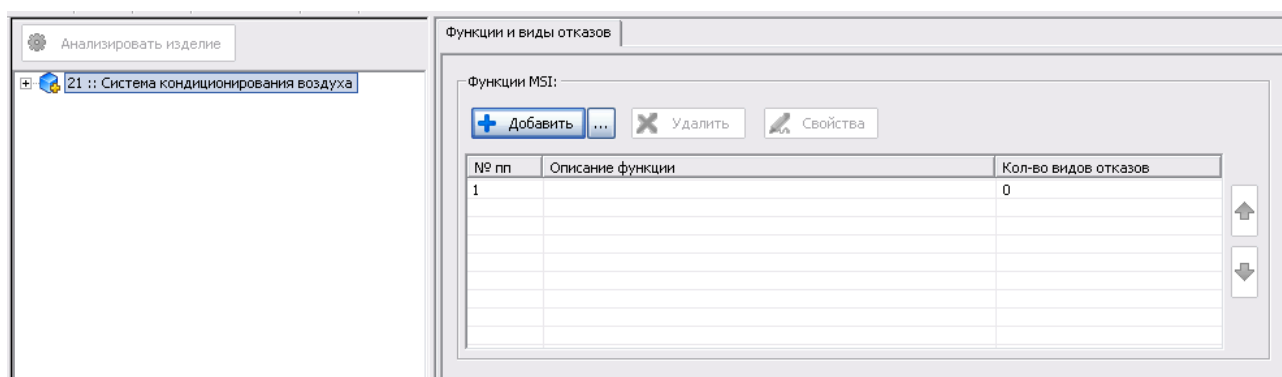 Анализировать изделие
21 :: Система кондиционирования воздуха
Функции и виды отказов
Функции MSI:
Добавить ... Удалить Свойства
№ пп Описание функции Кол-во видов отказов
1 0